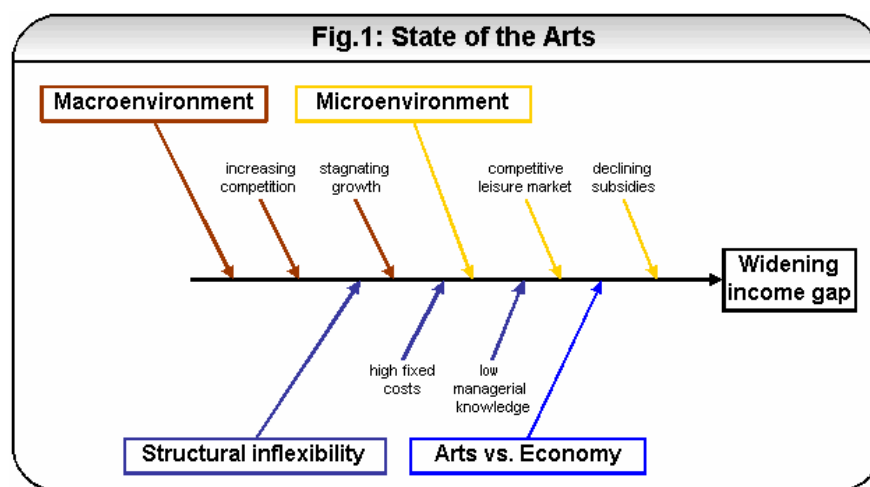 Fig.1: State of the Arts
Macroenvironment
Microenvironment
increasing
competition
stagnating
growth
competitive
leisure market
declining
subsidies
Widening
income gap
high fixed
costs
low
managerial
knowledge
Structural inflexibility
Arts vs. Economy